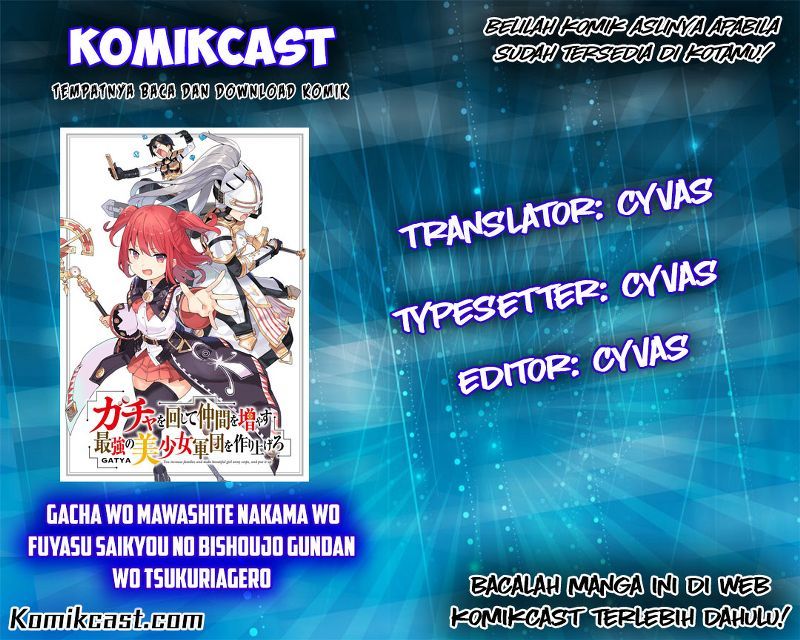 KOMIKCAST
TEMPATNYA BACA DAN DOWNLOAD KOMIK
BELILAH KOMIK ASLINYA APABILA
SUDAH TERSEDIA DI KOTAMU!
TRANSLATOR: CYVAS
TYPESETTER: CYVAS
EDITOR: CYVAS
ガチャを回して仲間を増やす
最強の美少女軍団を作り上げろ
GATYA
GACHA WO MAWASHITE NAKAMA WO
FUYASU SAIKYOU NO BISHOUJO GUNDAN
WO TSUKURIAGERO
Komikcast.com
BACALAH MANGA INI DI WEB
KOMIKCAST TERLEBIH DAHULU!